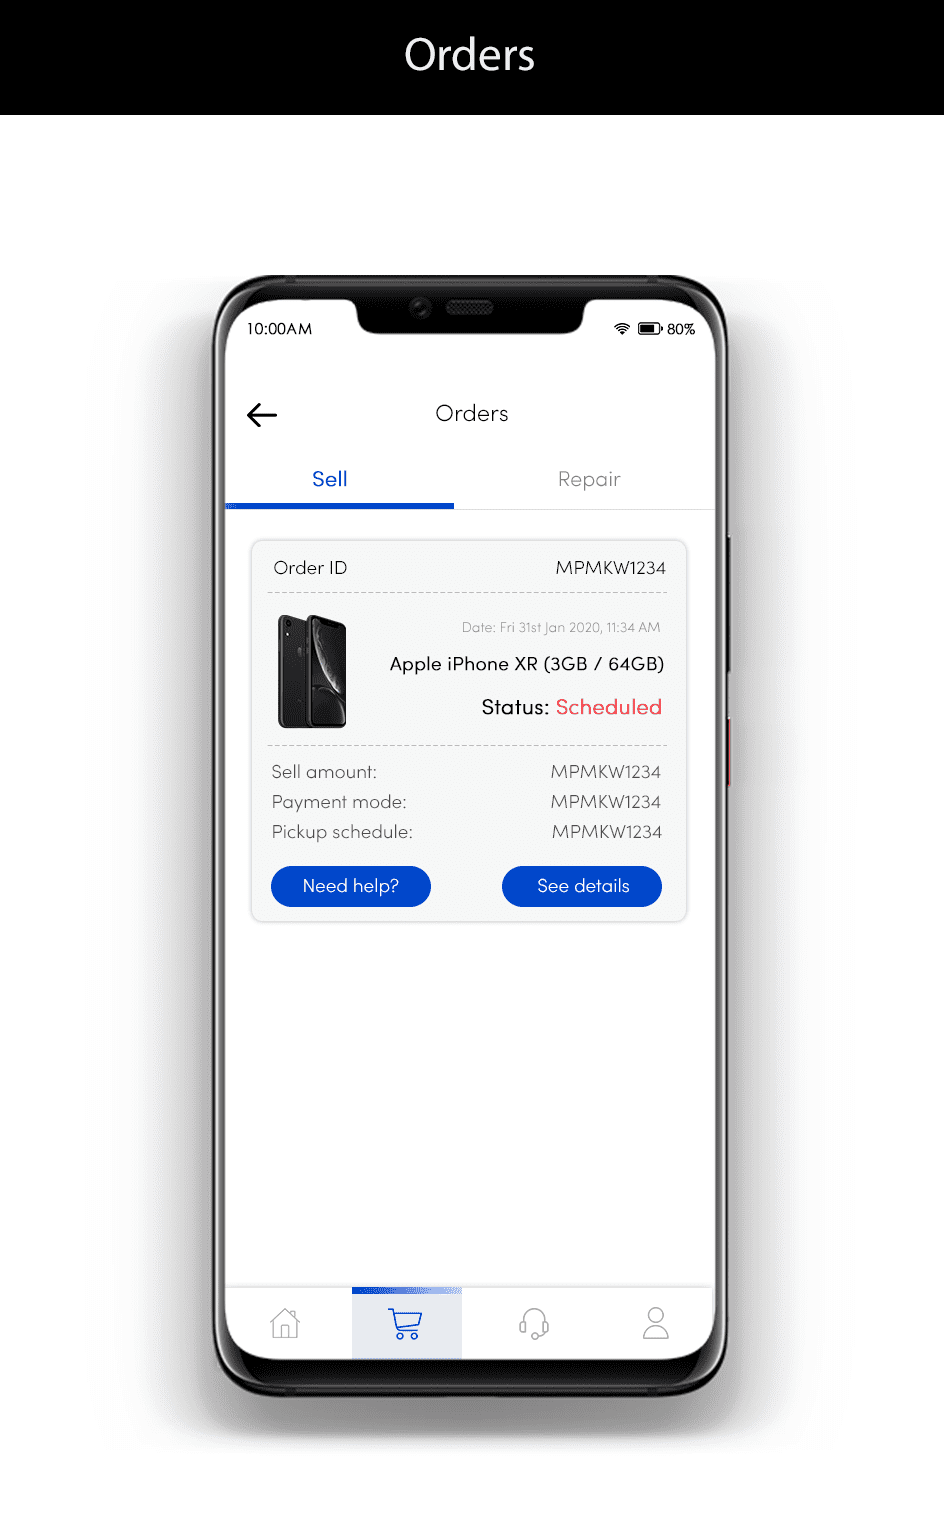 Orders
10:00AM 80%
Orders
Sell Repair
Order ID MPMKW1234
Date: Fri 31st Jan 2020, 11:34 AM
Apple iPhone XR (3GB / 64GB)
Status: Scheduled
Sell amount: MPMKW1234
Payment mode: MPMKW1234
Pickup schedule: MPMKW1234
Need help? See details